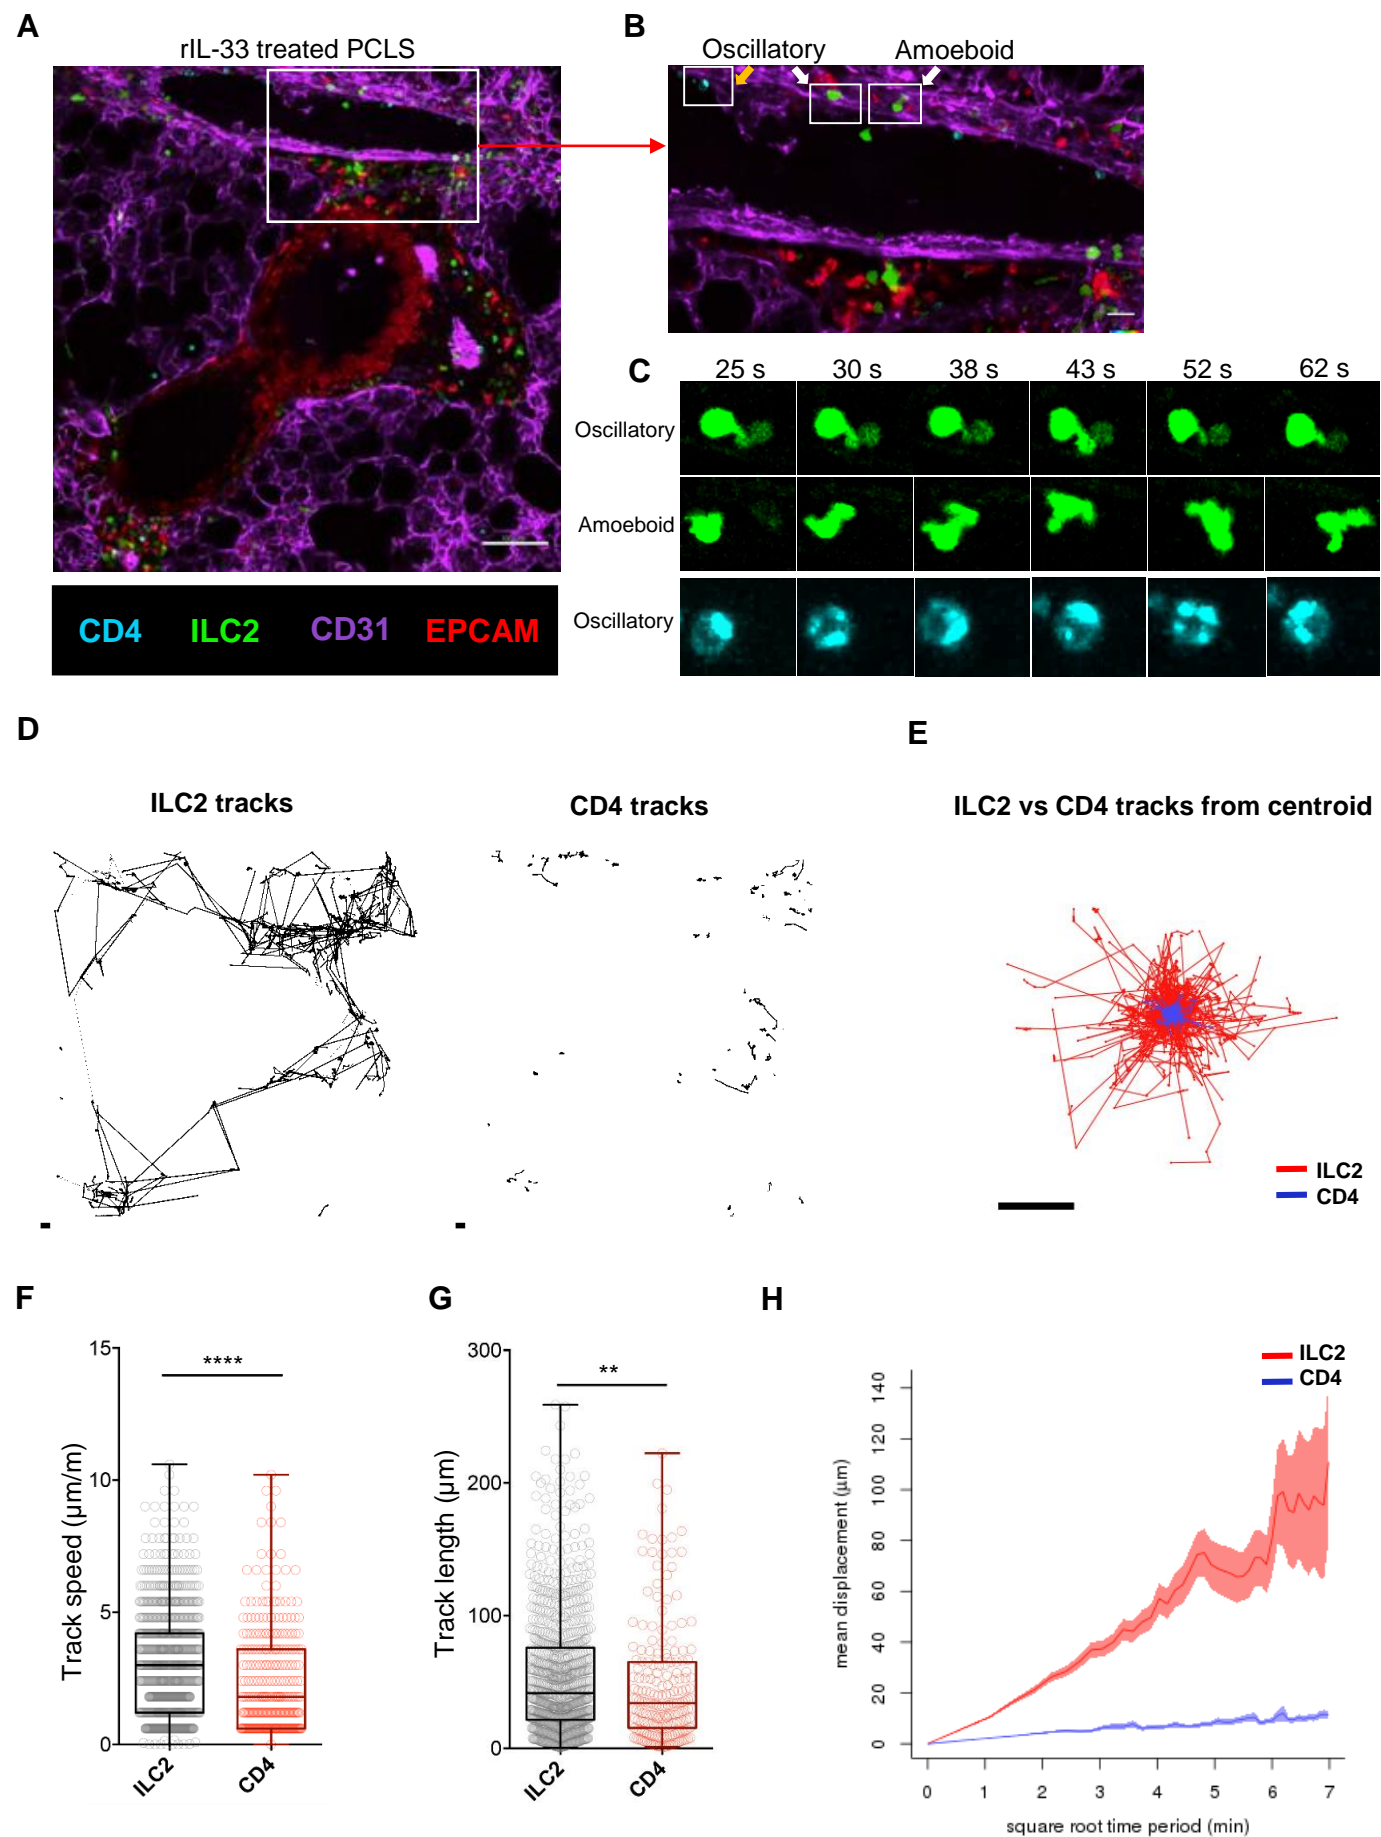 A
rIL-33 treated PCLS
B
Oscillatory
Amoeboid
C
25 s
30 s
38 s
43 s
52 s
62 s
Oscillatory
Amoeboid
Oscillatory
CD4
ILC2
CD31
EPCAM
D
ILC2 tracks
CD4 tracks
E
ILC2 vs CD4 tracks from centroid
ILC2
CD4
F
Track speed (µm/m)
15
10
5
0
****
ILC2
CD4
G
Track length (µm)
300
200
100
0
**
ILC2
CD4
H
ILC2
CD4
mean displacement (µm)
140
120
100
80
60
40
20
0
0 1 2 3 4 5 6 7
square root time period (min)